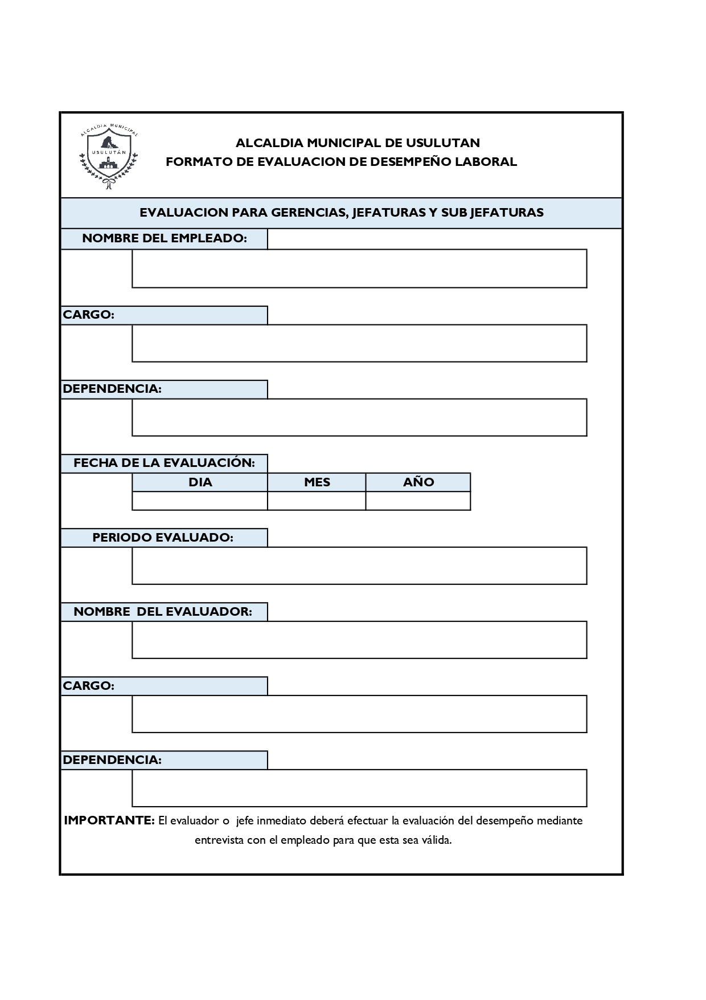 ALCALDIA MUNICIPAL
USULUTÁN
ALCALDIA MUNICIPAL DE USULUTAN
FORMATO DE EVALUACION DE DESEMPEÑO LABORAL
EVALUACION PARA GERENCIAS, JEFATURAS Y SUB JEFATURAS
NOMBRE DEL EMPLEADO:
CARGO:
DEPENDENCIA:
FECHA DE LA EVALUACIÓN:
DIA MES AÑO
PERIODO EVALUADO:
NOMBRE DEL EVALUADOR:
CARGO:
DEPENDENCIA:
IMPORTANTE: El evaluador o jefe inmediato deberá efectuar la evaluación del desempeño mediante
entrevista con el empleado para que esta sea válida.